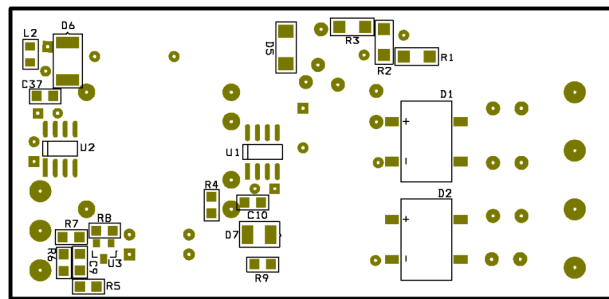 D6
L2
D5
R3
R2
R1
C37
D1
+
-
U2
U1
R4
C10
D2
+
-
R7
R8
D7
R6
C9
U3
R9
R5